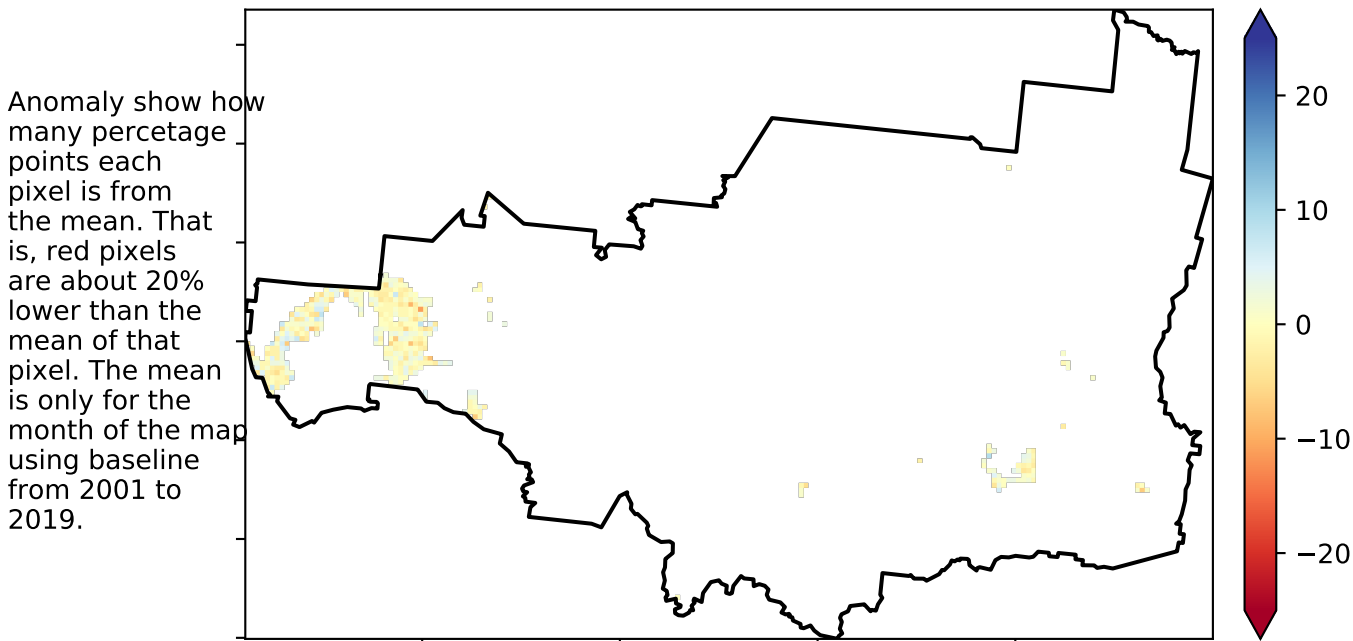 Anomaly show how
many percetage
points each
pixel is from
the mean. That
is, red pixels
are about 20%
lower than the
mean of that
pixel. The mean
is only for the
month of the map
using baseline
from 2001 to
2019.
20
10
0
−10
−20